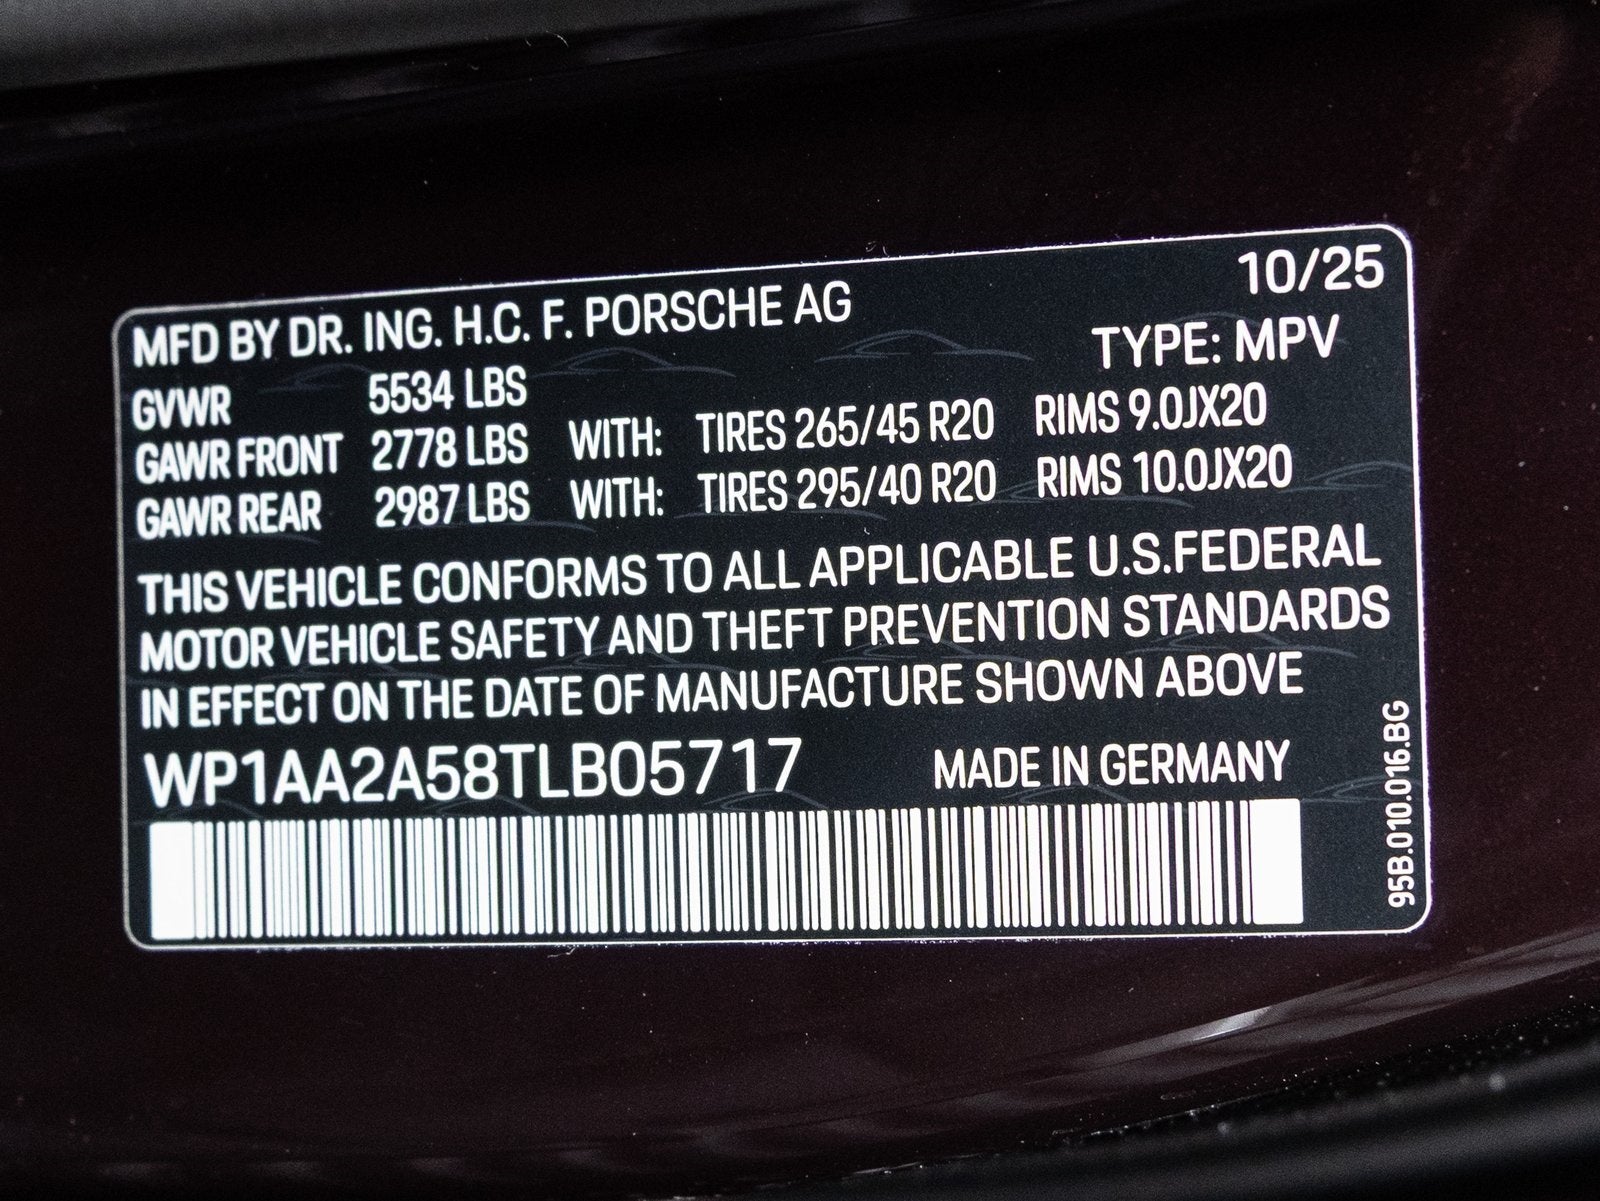 10/25
MFD BY DR. ING. H.C. F. PORSCHE AG
TYPE: MPV
GVWR 5534 LBS
GAWR FRONT 2778 LBS WITH: TIRES 265/45 R20 RIMS 9.0JX20
GAWR REAR 2987 LBS WITH: TIRES 295/40 R20 RIMS 10.0JX20
THIS VEHICLE CONFORMS TO ALL APPLICABLE U.S.FEDERAL
MOTOR VEHICLE SAFETY AND THEFT PREVENTION STANDARDS
IN EFFECT ON THE DATE OF MANUFACTURE SHOWN ABOVE
WP1AA2A58TLB05717 MADE IN GERMANY
95B.010.016.BG